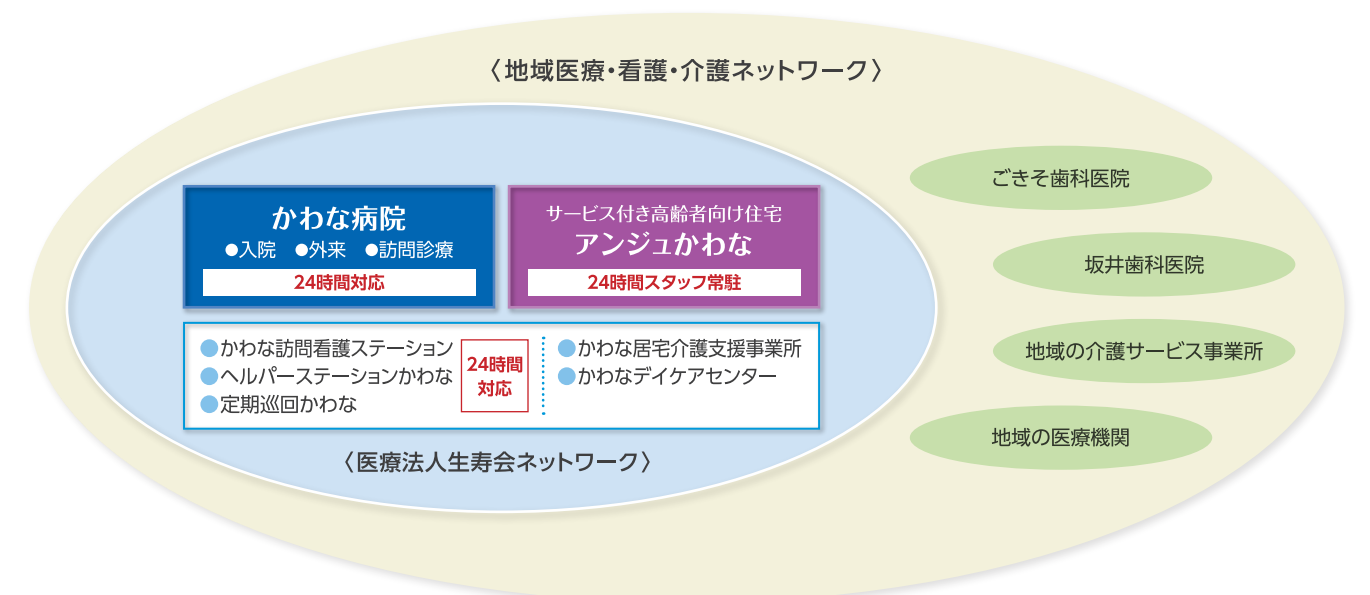 〈地域医療・看護・介護ネットワーク〉
かわな病院
●入院 ●外来 ●訪問診療
24時間対応
サービス付き高齢者向け住宅
アンジュかわな
24時間スタッフ常駐
●かわな訪問看護ステーション
●ヘルパーステーションかわな
●定期巡回かわな
24時間
対応
●かわな居宅介護支援事業所
●かわなデイケアセンター
〈医療法人生寿会ネットワーク〉
ごきそ歯科医院
坂井歯科医院
地域の介護サービス事業所
地域の医療機関